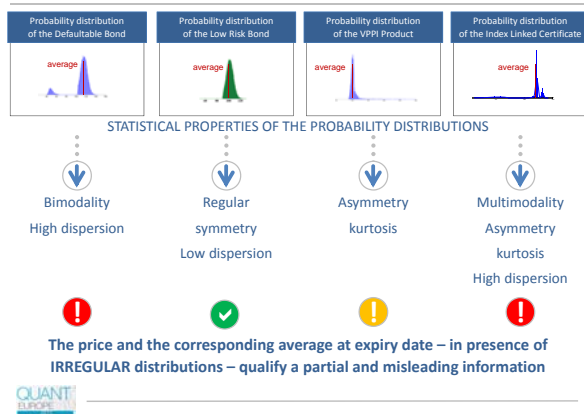 Probability distribution
of the Defaultable Bond
Probability distribution
of the Low Risk Bond
Probability distribution
of the VPPI Product
Probability distribution
of the Index Linked Certificate
average
average
average
average
STATISTICAL PROPERTIES OF THE PROBABILITY DISTRIBUTIONS
Bimodality
High dispersion
Regular
symmetry
Low dispersion
Asymmetry
kurtosis
Multimodality
Asymmetry
kurtosis
High dispersion
The price and the corresponding average at expiry date – in presence of
IRREGULAR distributions – qualify a partial and misleading information
QUANT
EUROPE